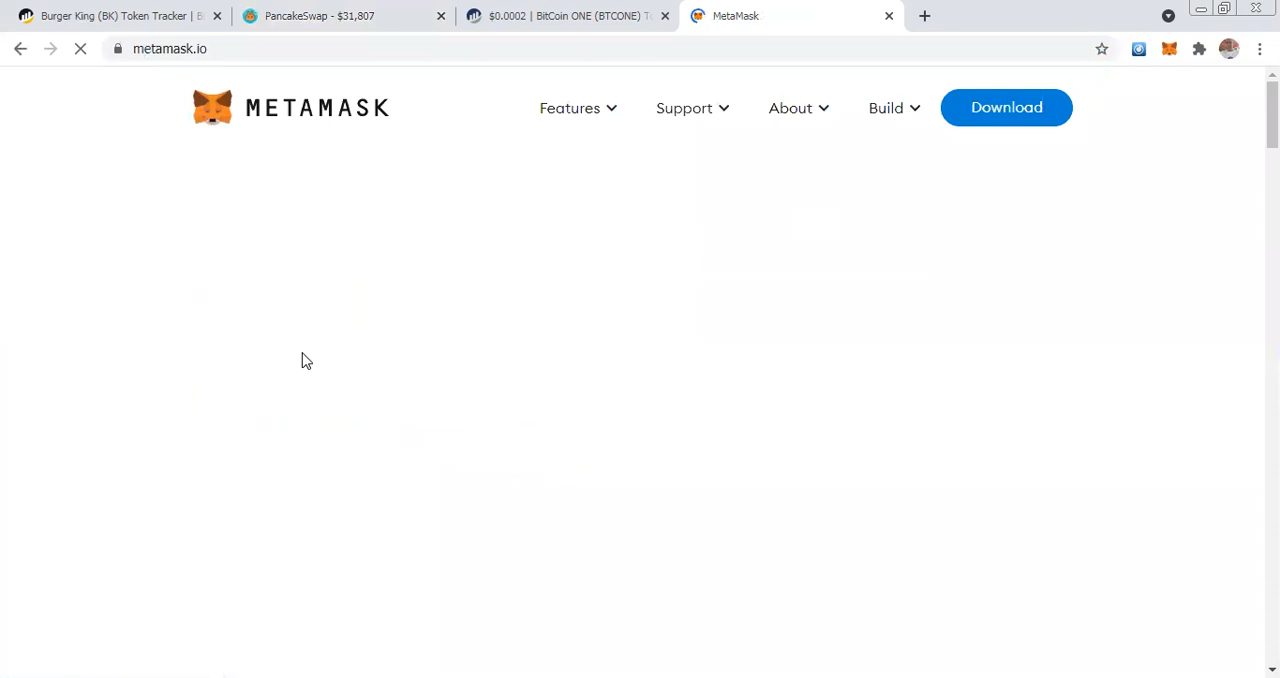 Burger King (BK) Token Tracker | B
PancakeSwap - $31,807
$0.0002 | BitCoin ONE (BTCONE) T
MetaMask
metamask.io
METAMASK
Features
Support
About
Build
Download